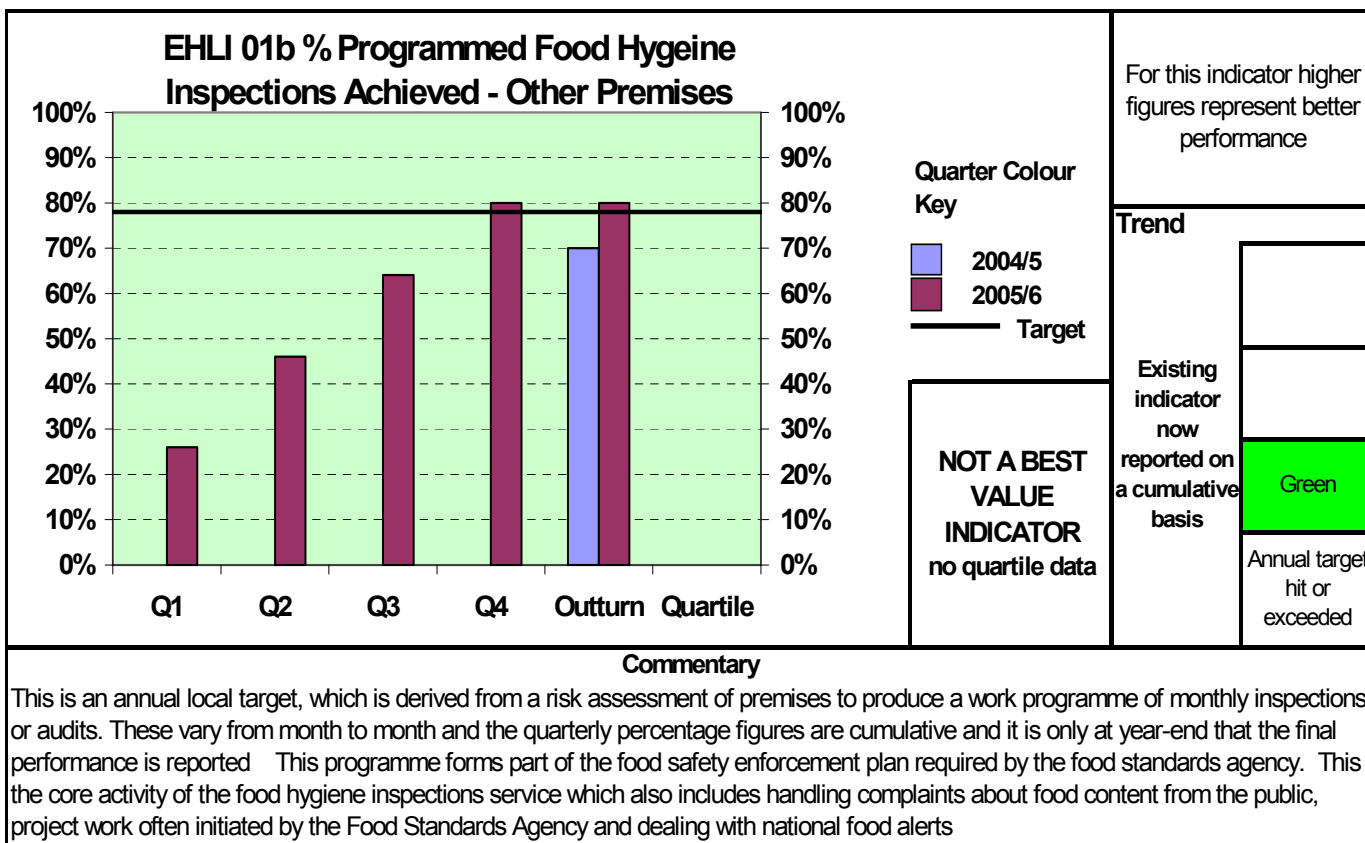 EHLI 01b % Programmed Food Hygeine
Inspections Achieved - Other Premises
100%
90%
80%
70%
60%
50%
40%
30%
20%
10%
0%
100%
90%
80%
70%
60%
50%
40%
30%
20%
10%
0%
Q1 Q2 Q3 Q4 Outturn Quartile
Quarter Colour
Key
2004/5
2005/6
Target
NOT A BEST
VALUE
INDICATOR
no quartile data
For this indicator higher
figures represent better
performance
Trend
Existing
indicator
now
reported on
a cumulative
basis
Green
Annual target
hit or
exceeded
Commentary
This is an annual local target, which is derived from a risk assessment of premises to produce a work programme of monthly inspections
or audits. These vary from month to month and the quarterly percentage figures are cumulative and it is only at year-end that the final
performance is reported This programme forms part of the food safety enforcement plan required by the food standards agency. This
the core activity of the food hygiene inspections service which also includes handling complaints about food content from the public,
project work often initiated by the Food Standards Agency and dealing with national food alerts